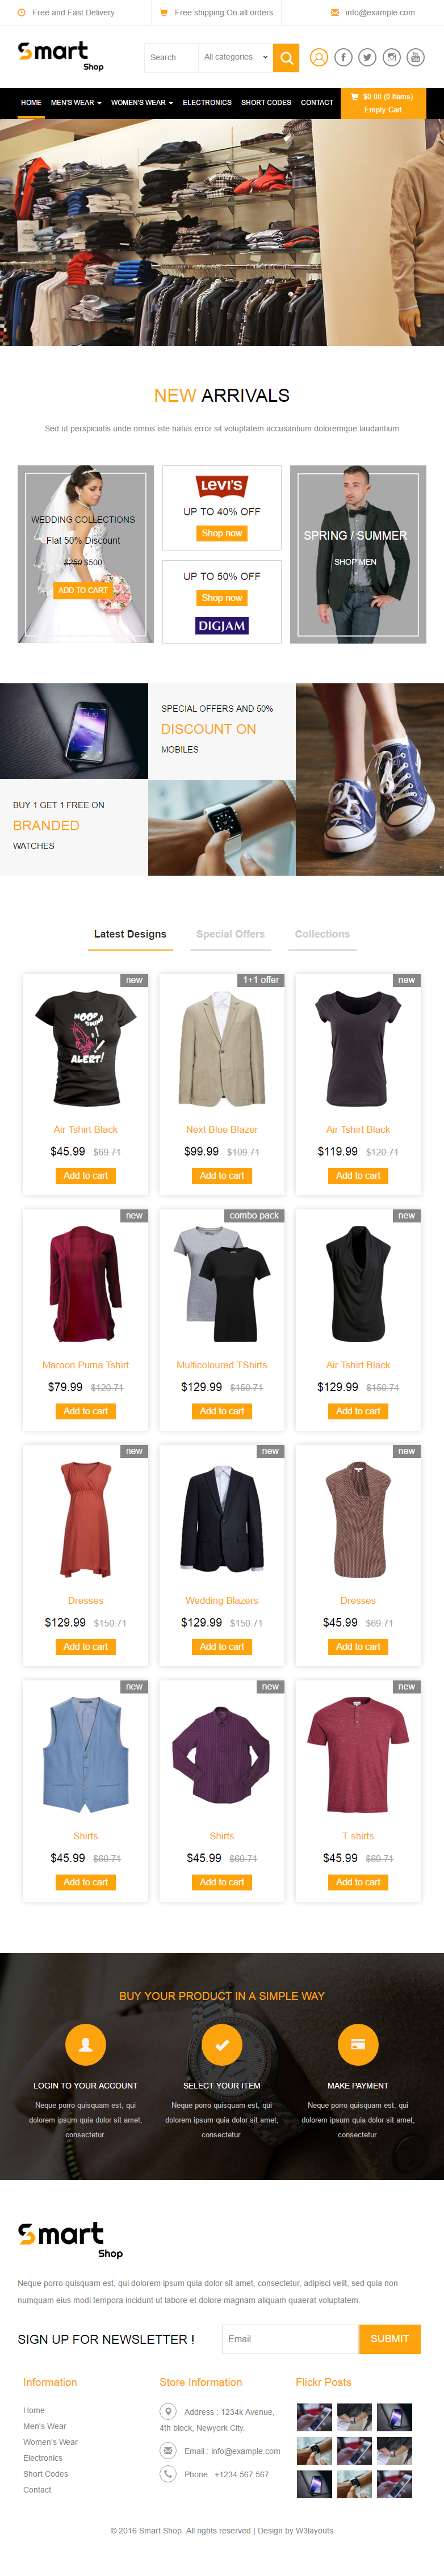 Free and Fast Delivery
Free shipping On all orders
info@example.com
Smart
Shop
Search
All categories
HOME MEN'S WEAR WOMEN'S WEAR ELECTRONICS SHORT CODES CONTACT
$0.00 (0 items)
Empty Cart
NEW ARRIVALS
Sed ut perspiciatis unde omnis iste natus error sit voluptatem accusantium doloremque laudantium
WEDDING COLLECTIONS
Flat 50% Discount
$250 $500
ADD TO CART
LEVI'S
UP TO 40% OFF
Shop now
UP TO 50% OFF
Shop now
DIGJAM
SPRING / SUMMER
SHOP MEN
SPECIAL OFFERS AND 50%
DISCOUNT ON
MOBILES
BUY 1 GET 1 FREE ON
BRANDED
WATCHES
Latest Designs
Special Offers
Collections
new
ALERT!
Air Tshirt Black
$45.99 $69.71
Add to cart
1+1 offer
Next Blue Blazer
$99.99 $109.71
Add to cart
new
Air Tshirt Black
$119.99 $120.71
Add to cart
new
Maroon Puma Tshirt
$79.99 $120.71
Add to cart
combo pack
Multicoloured TShirts
$129.99 $150.71
Add to cart
new
Air Tshirt Black
$129.99 $150.71
Add to cart
new
Dresses
$129.99 $150.71
Add to cart
new
Wedding Blazers
$129.99 $150.71
Add to cart
new
Dresses
$45.99 $69.71
Add to cart
new
Shirts
$45.99 $69.71
Add to cart
new
Shirts
$45.99 $69.71
Add to cart
new
T shirts
$45.99 $69.71
Add to cart
BUY YOUR PRODUCT IN A SIMPLE WAY
LOGIN TO YOUR ACCOUNT
Neque porro quisquam est, qui
dolorem ipsum quia dolor sit amet,
consectetur.
SELECT YOUR ITEM
Neque porro quisquam est, qui
dolorem ipsum quia dolor sit amet,
consectetur.
MAKE PAYMENT
Neque porro quisquam est, qui
dolorem ipsum quia dolor sit amet,
consectetur.
Smart
Shop
Neque porro quisquam est, qui dolorem ipsum quia dolor sit amet, consectetur, adipisci velit, sed quia non
numquam eius modi tempora incidunt ut labore et dolore magnam aliquam quaerat voluptatem.
SIGN UP FOR NEWSLETTER !
Email
SUBMIT
Information
Home
Men's Wear
Women's Wear
Electronics
Short Codes
Contact
Store Information
Address : 1234k Avenue,
4th block, Newyork City.
Email : info@example.com
Phone : +1234 567 567
Flickr Posts
© 2016 Smart Shop. All rights reserved | Design by W3layouts